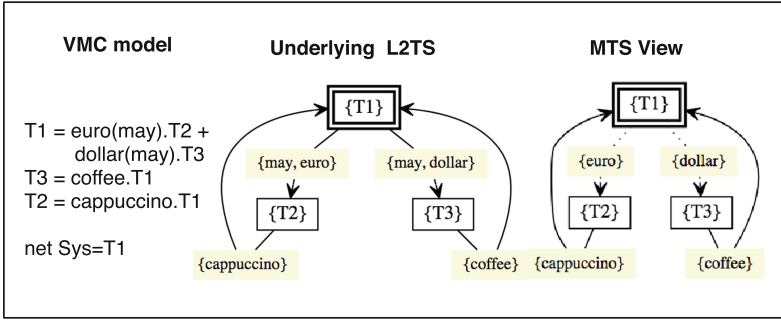 VMC model
Underlying L2TS
MTS View
T1 = euro(may).T2 +
dollar(may).T3
T3 = coffee.T1
T2 = cappuccino.T1
net Sys=T1
{T1}
{may, euro}
{may, dollar}
{T2}
{T3}
{cappuccino}
{coffee}
{T1}
{euro}
{dollar}
{T2}
{T3}
{cappuccino}
{coffee}